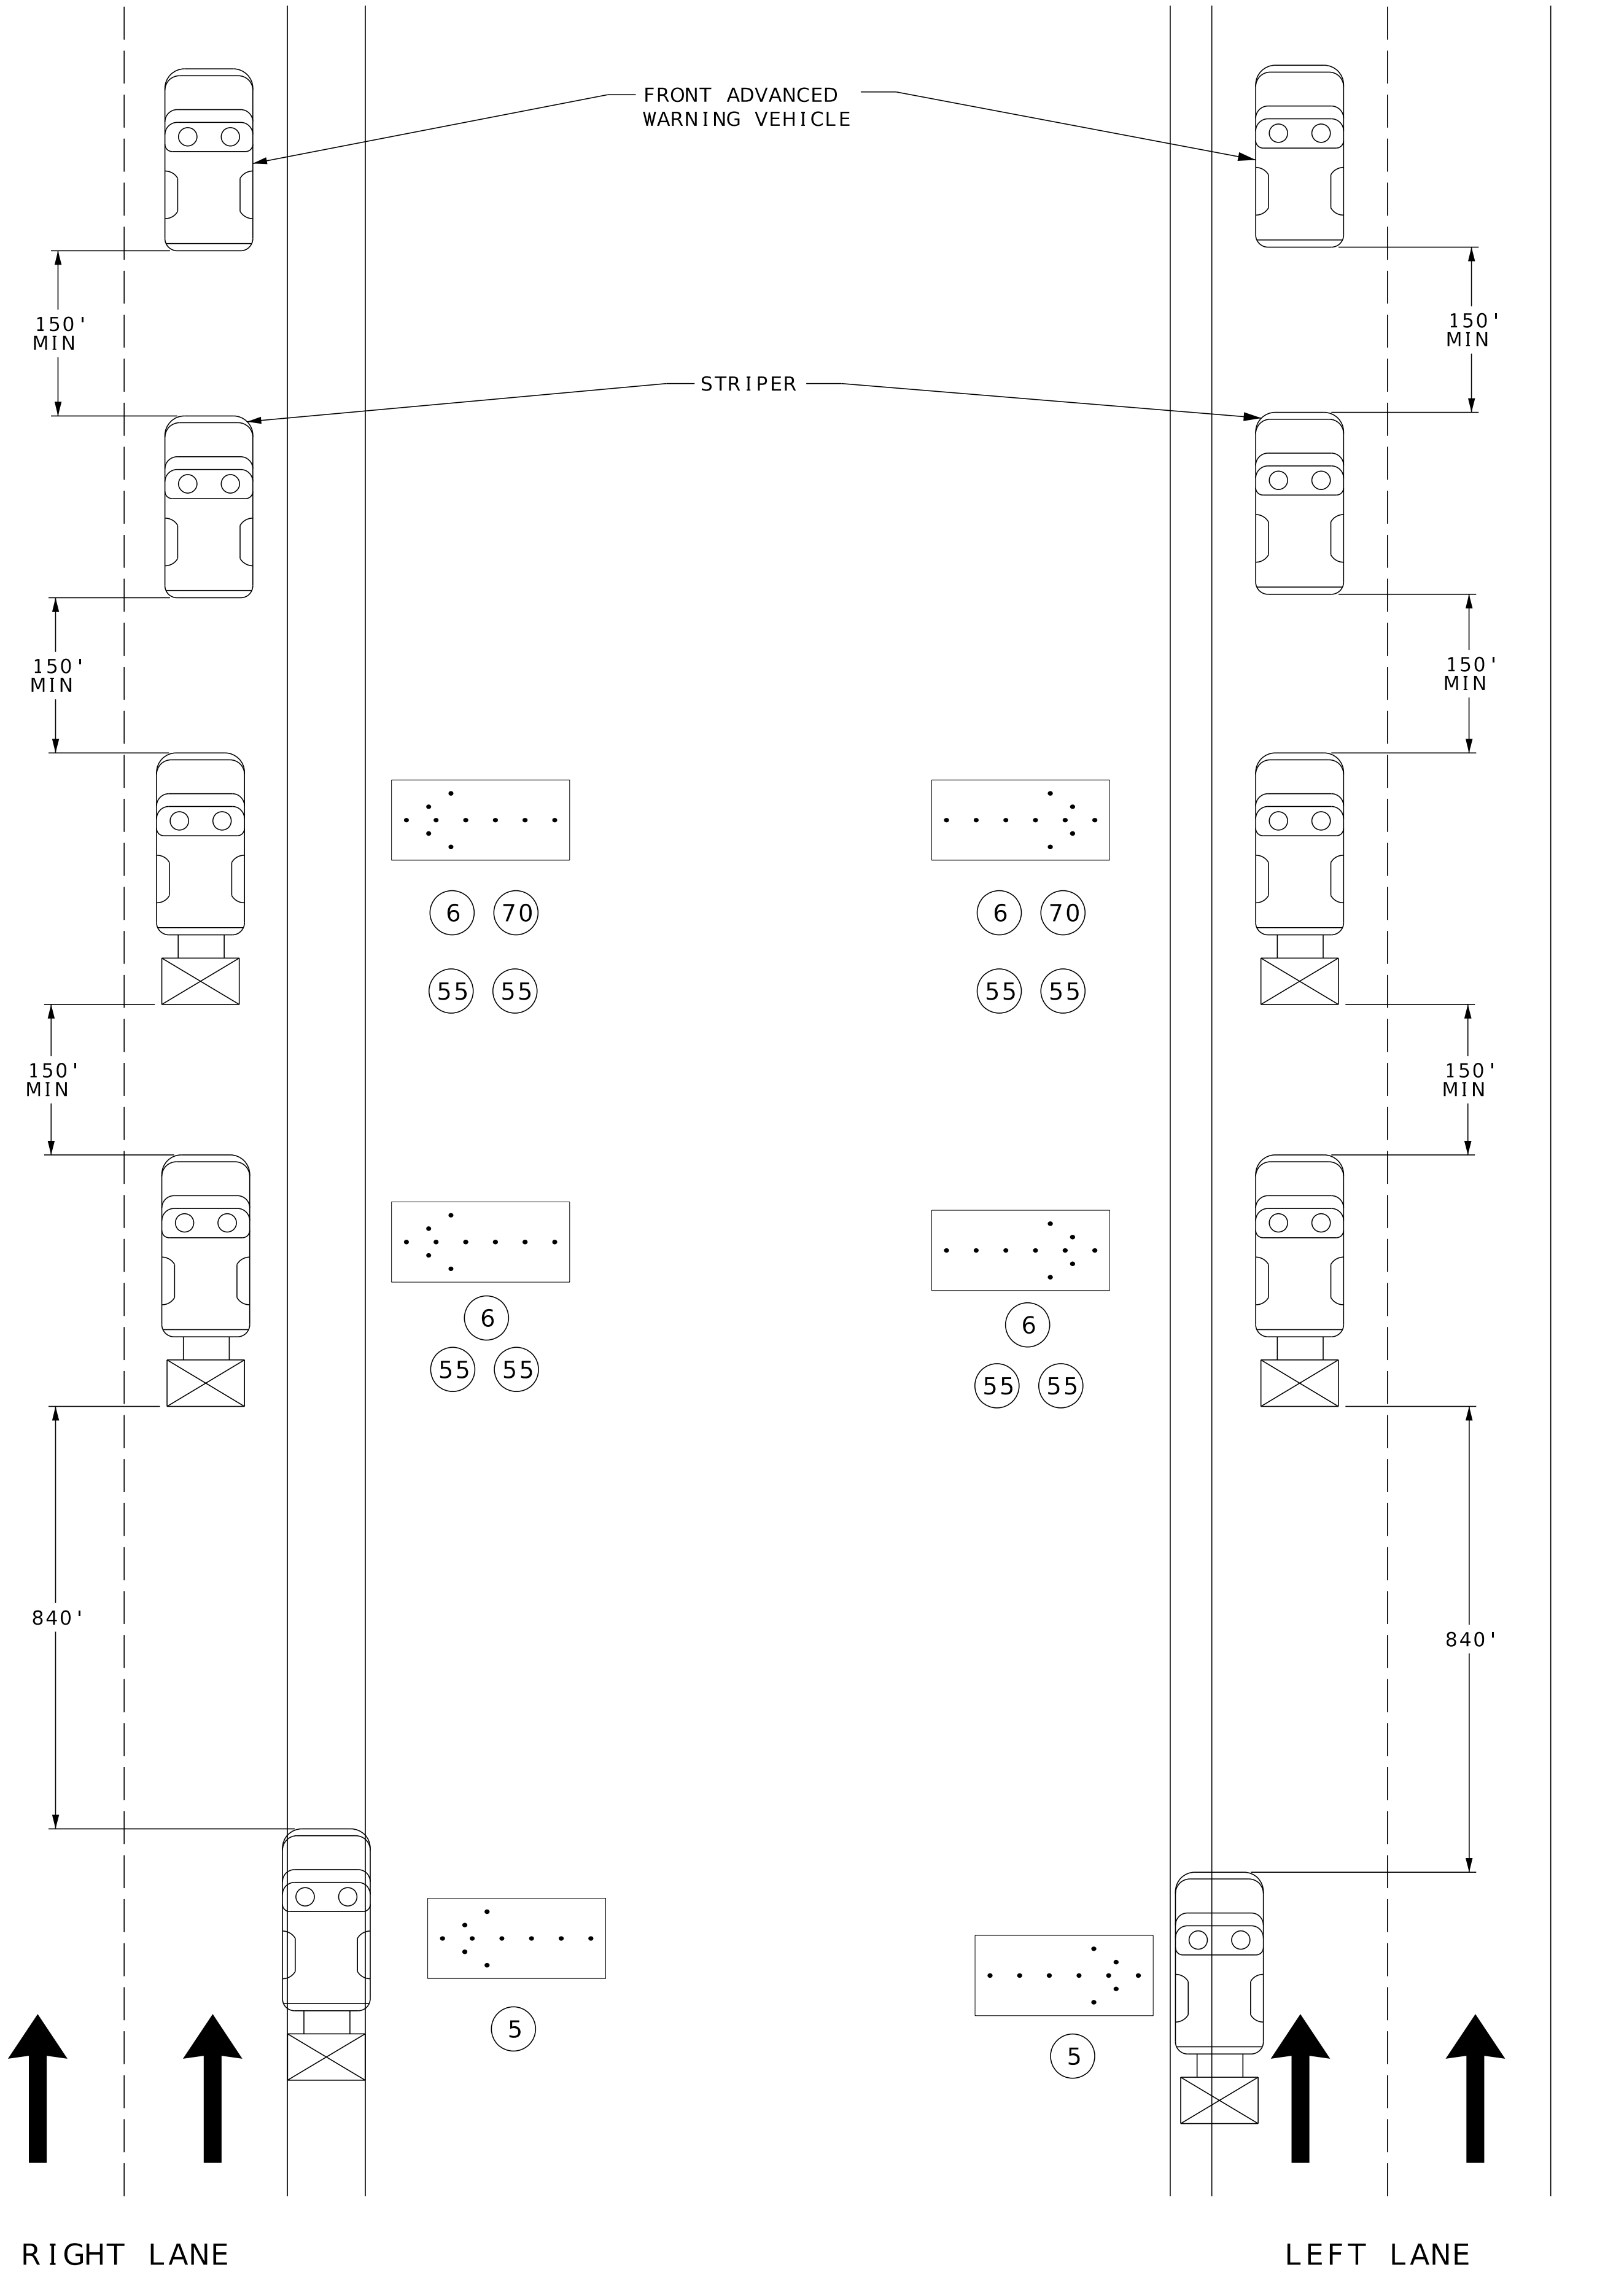 FRONT ADVANCED
WARNING VEHICLE
150'
MIN
150'
MIN
STRIPER
150'
MIN
150'
MIN
6 70
6 70
55 55
55 55
150'
MIN
150'
MIN
6
6
55 55
55 55
840'
840'
5
5
RIGHT LANE
LEFT LANE